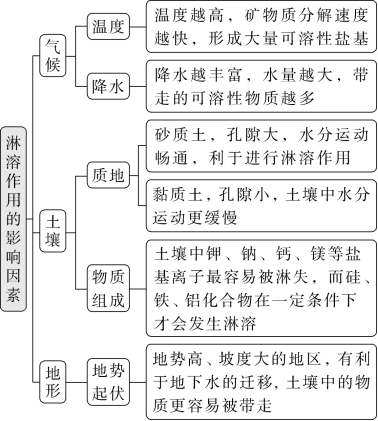 淋溶作用的影响因素
气候
温度
温度越高，矿物质分解速度
越快，形成大量可溶性盐基
降水
降水越丰富，水量越大，带
走的可溶性物质越多
土壤
质地
砂质土，孔隙大，水分运动
畅通，利于进行淋溶作用
黏质土，孔隙小，土壤中水分
运动更缓慢
物质
组成
土壤中钾、钠、钙、镁等盐
基离子最容易被淋失，而硅、
铁、铝化合物在一定条件下
才会发生淋溶
地形
地势
起伏
地势高、坡度大的地区，有利
于地下水的迁移，土壤中的物
质更容易被带走